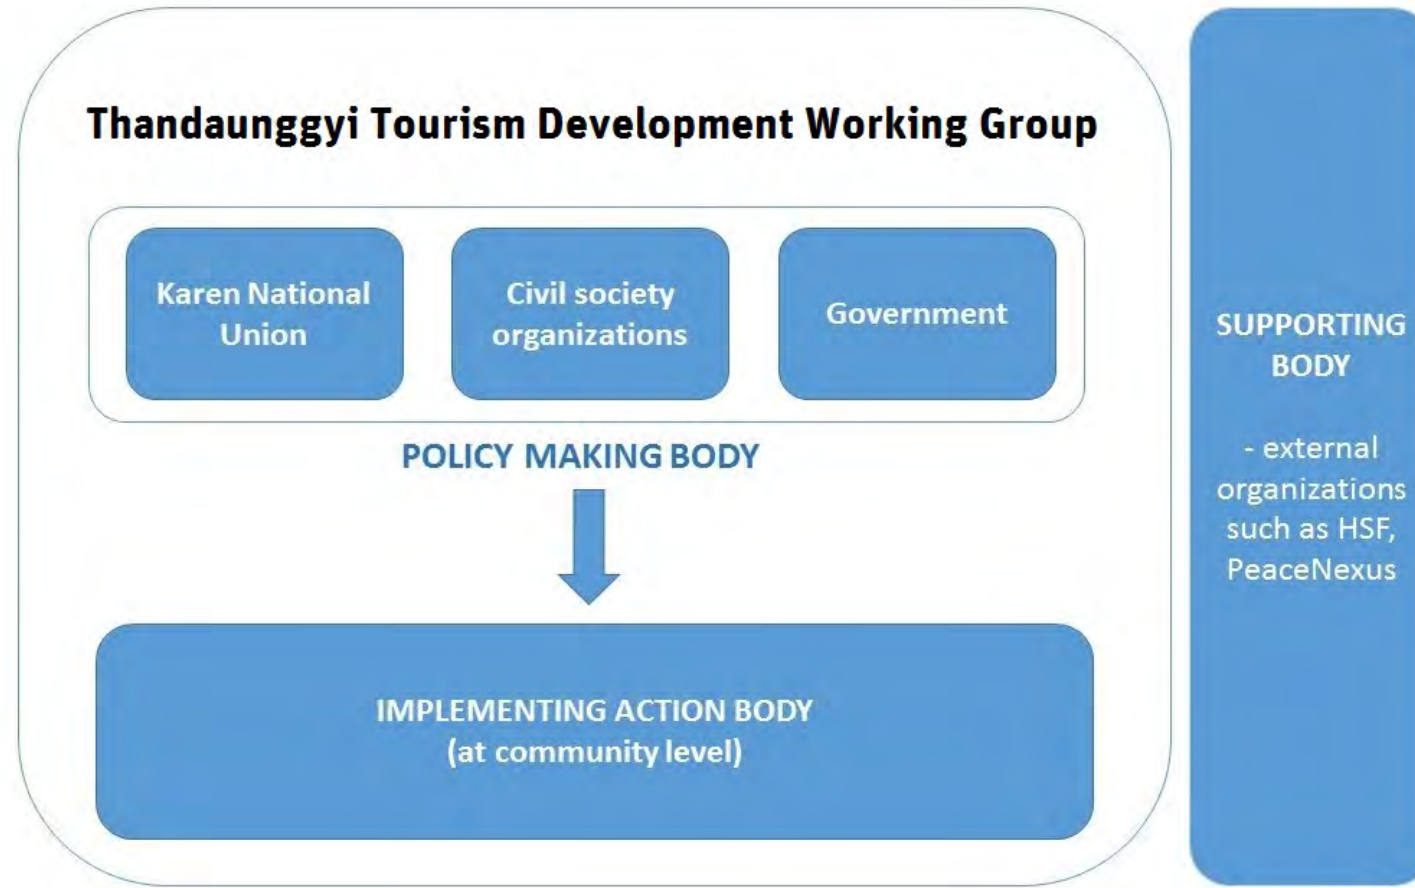 Thandaunggyi Tourism Development Working Group
Karen National
Union
Civil society
organizations
Government
POLICY MAKING BODY
IMPLEMENTING ACTION BODY
(at community level)
SUPPORTING
BODY
- external
organizations
such as HSF,
PeaceNexus